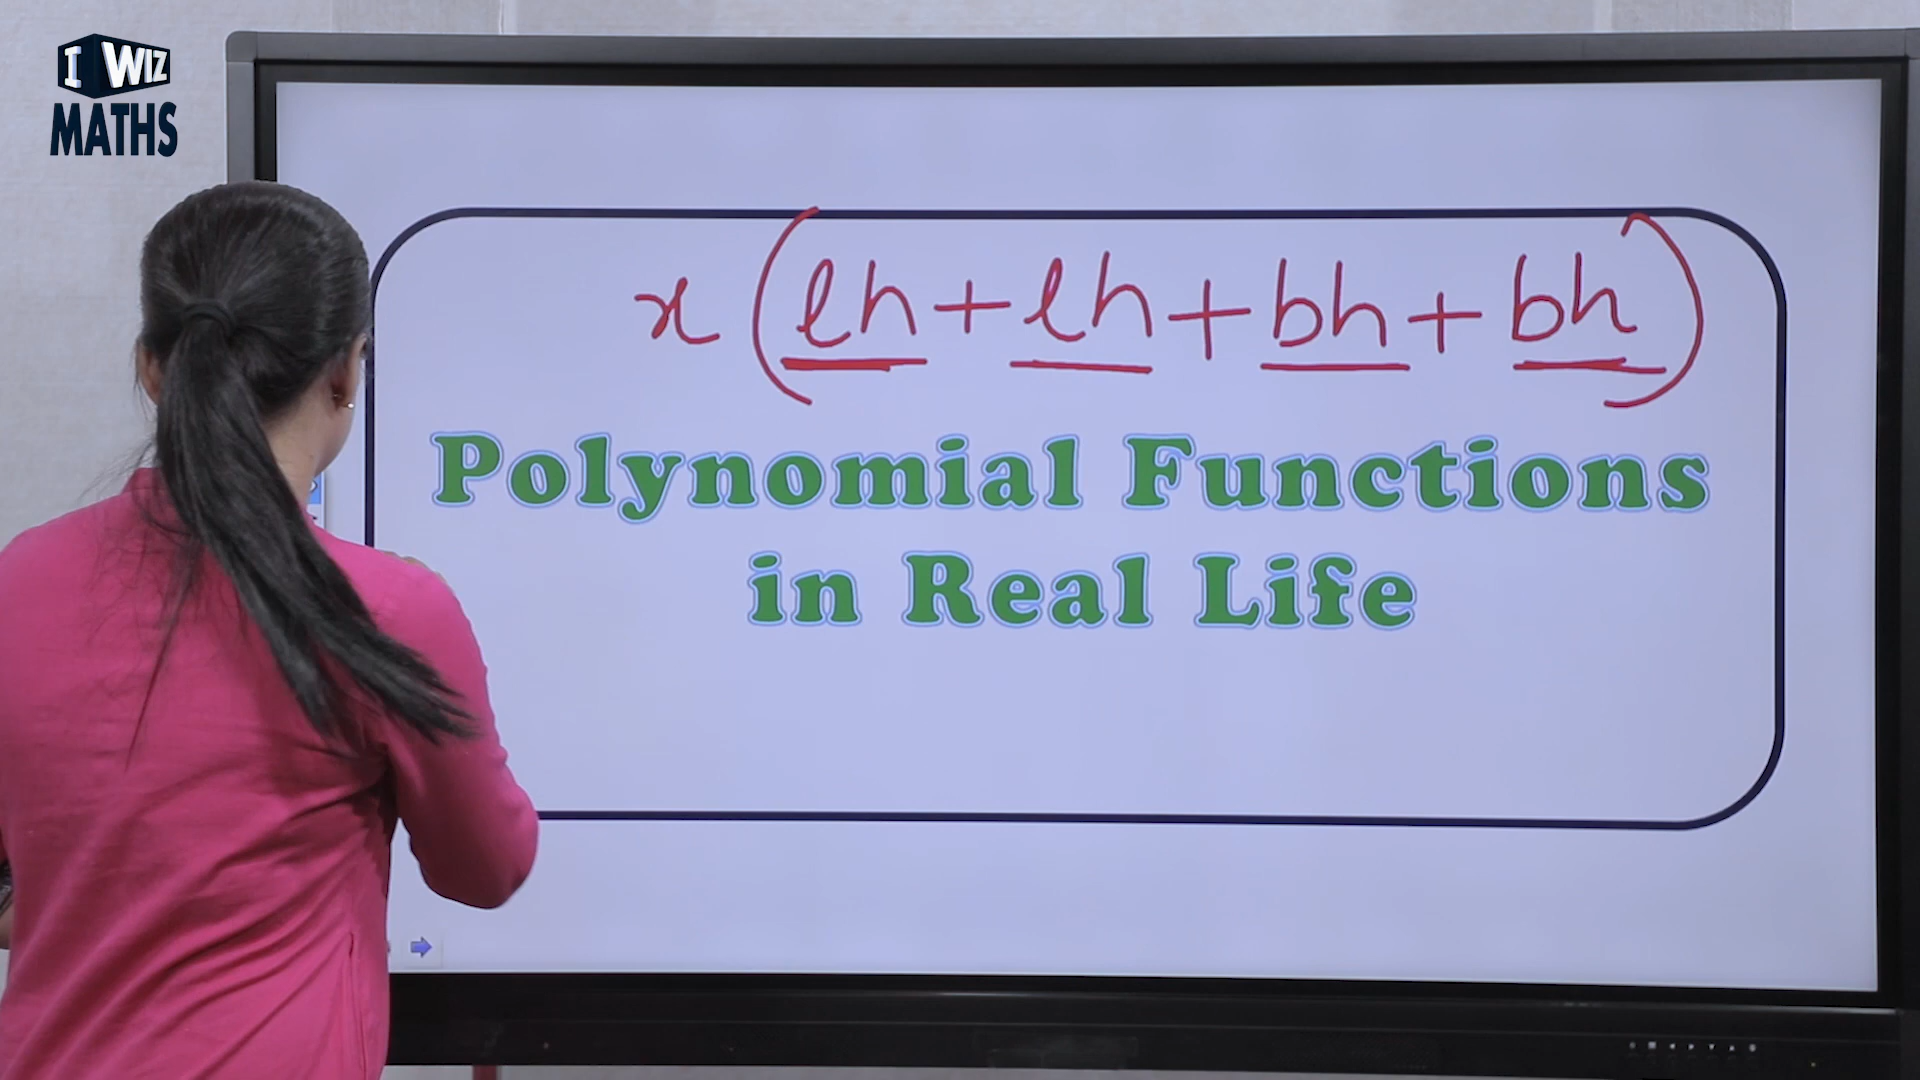 I WIZ
MATHS
x(lh+lh+bh+bh)
Polynomial Functions
in Real Life